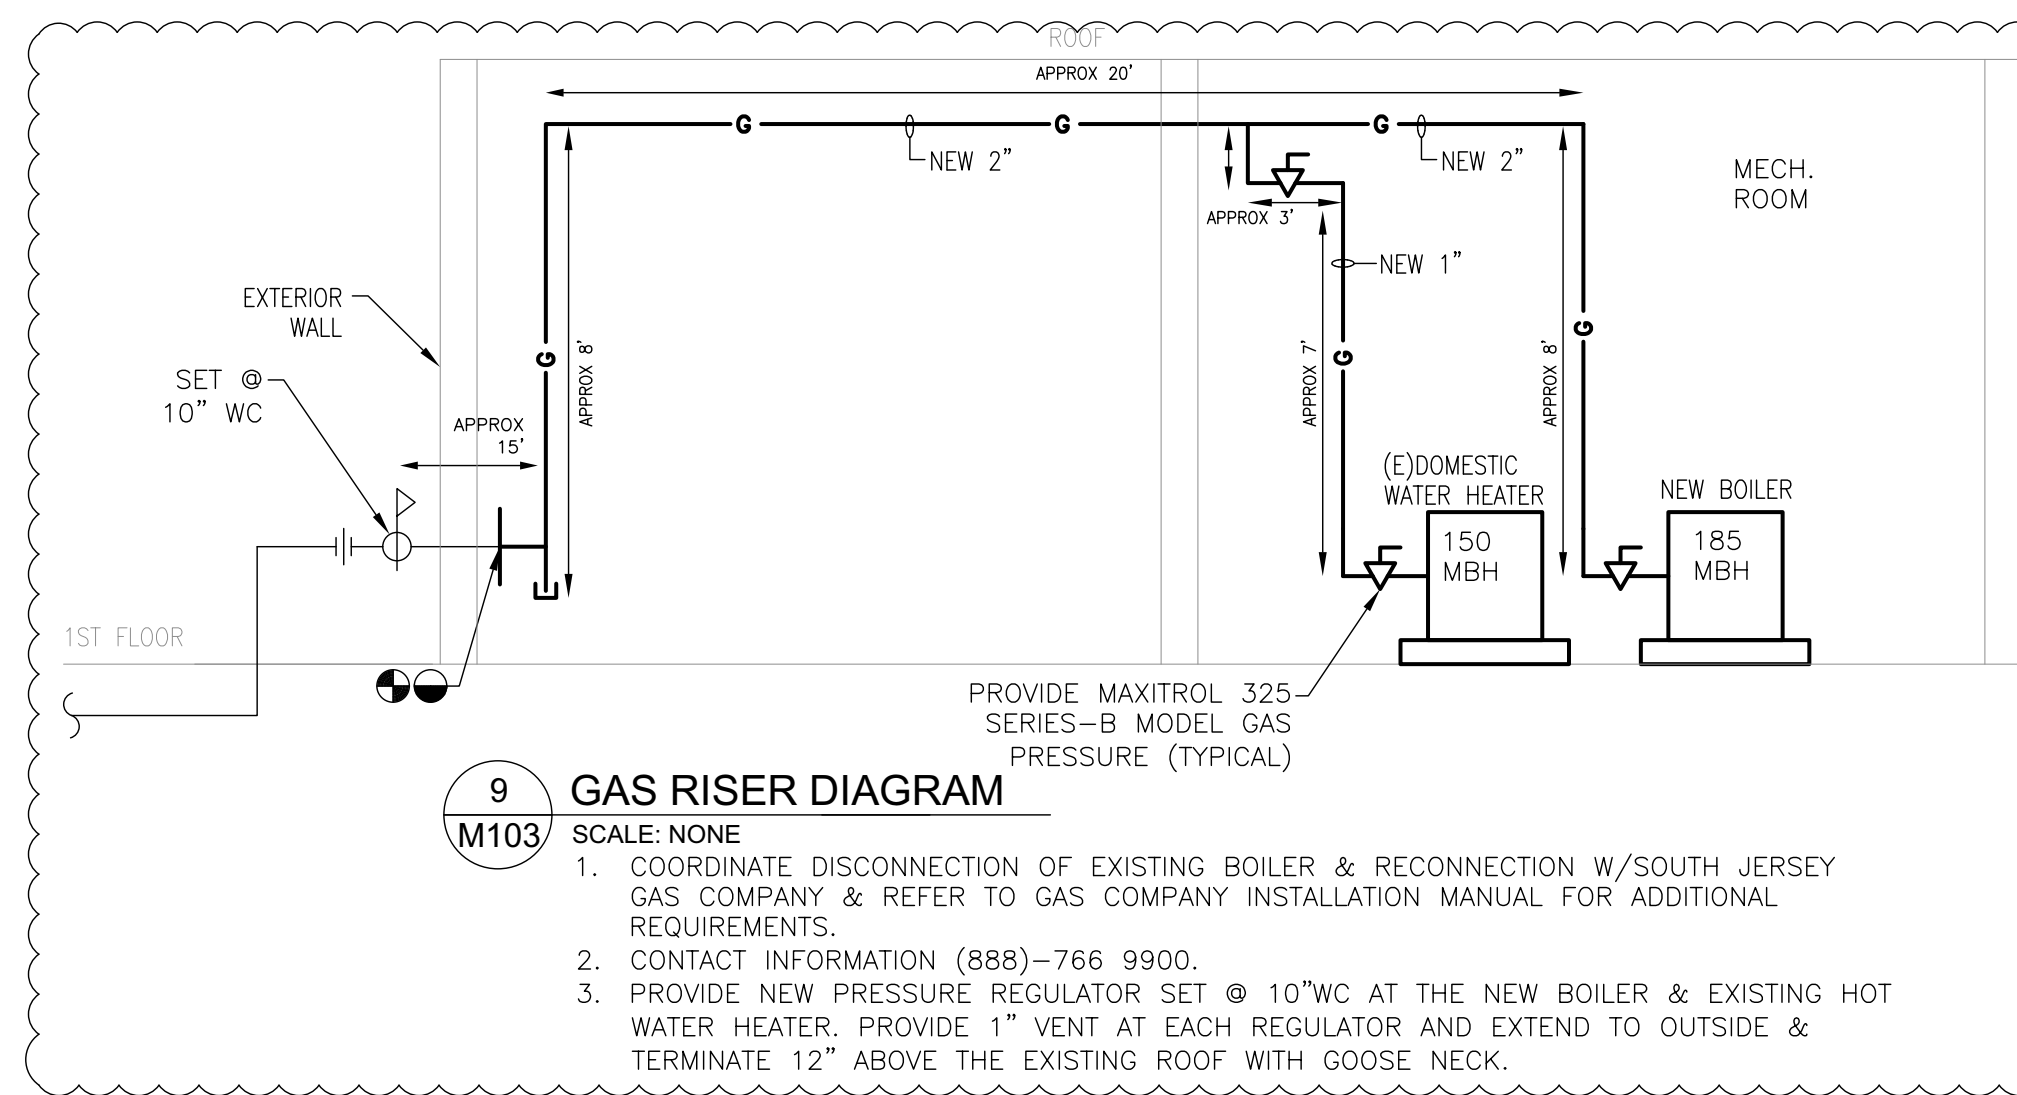 ROOF
APPROX 20'
G
G
G
NEW 2"
NEW 2"
MECH.
ROOM
APPROX 3'
NEW 1"
EXTERIOR
WALL
G
G
G
APPROX 8'
APPROX 7'
APPROX 8'
SET @
10" WC
APPROX
15'
(E)DOMESTIC
WATER HEATER
NEW BOILER
150
MBH
185
MBH
1ST FLOOR
PROVIDE MAXITROL 325
SERIES-B MODEL GAS
PRESSURE (TYPICAL)
9
M103
GAS RISER DIAGRAM
SCALE: NONE
1. COORDINATE DISCONNECTION OF EXISTING BOILER & RECONNECTION W/SOUTH JERSEY
GAS COMPANY & REFER TO GAS COMPANY INSTALLATION MANUAL FOR ADDITIONAL
REQUIREMENTS.
2. CONTACT INFORMATION (888)-766 9900.
3. PROVIDE NEW PRESSURE REGULATOR SET @ 10"WC AT THE NEW BOILER & EXISTING HOT
WATER HEATER. PROVIDE 1" VENT AT EACH REGULATOR AND EXTEND TO OUTSIDE &
TERMINATE 12" ABOVE THE EXISTING ROOF WITH GOOSE NECK.